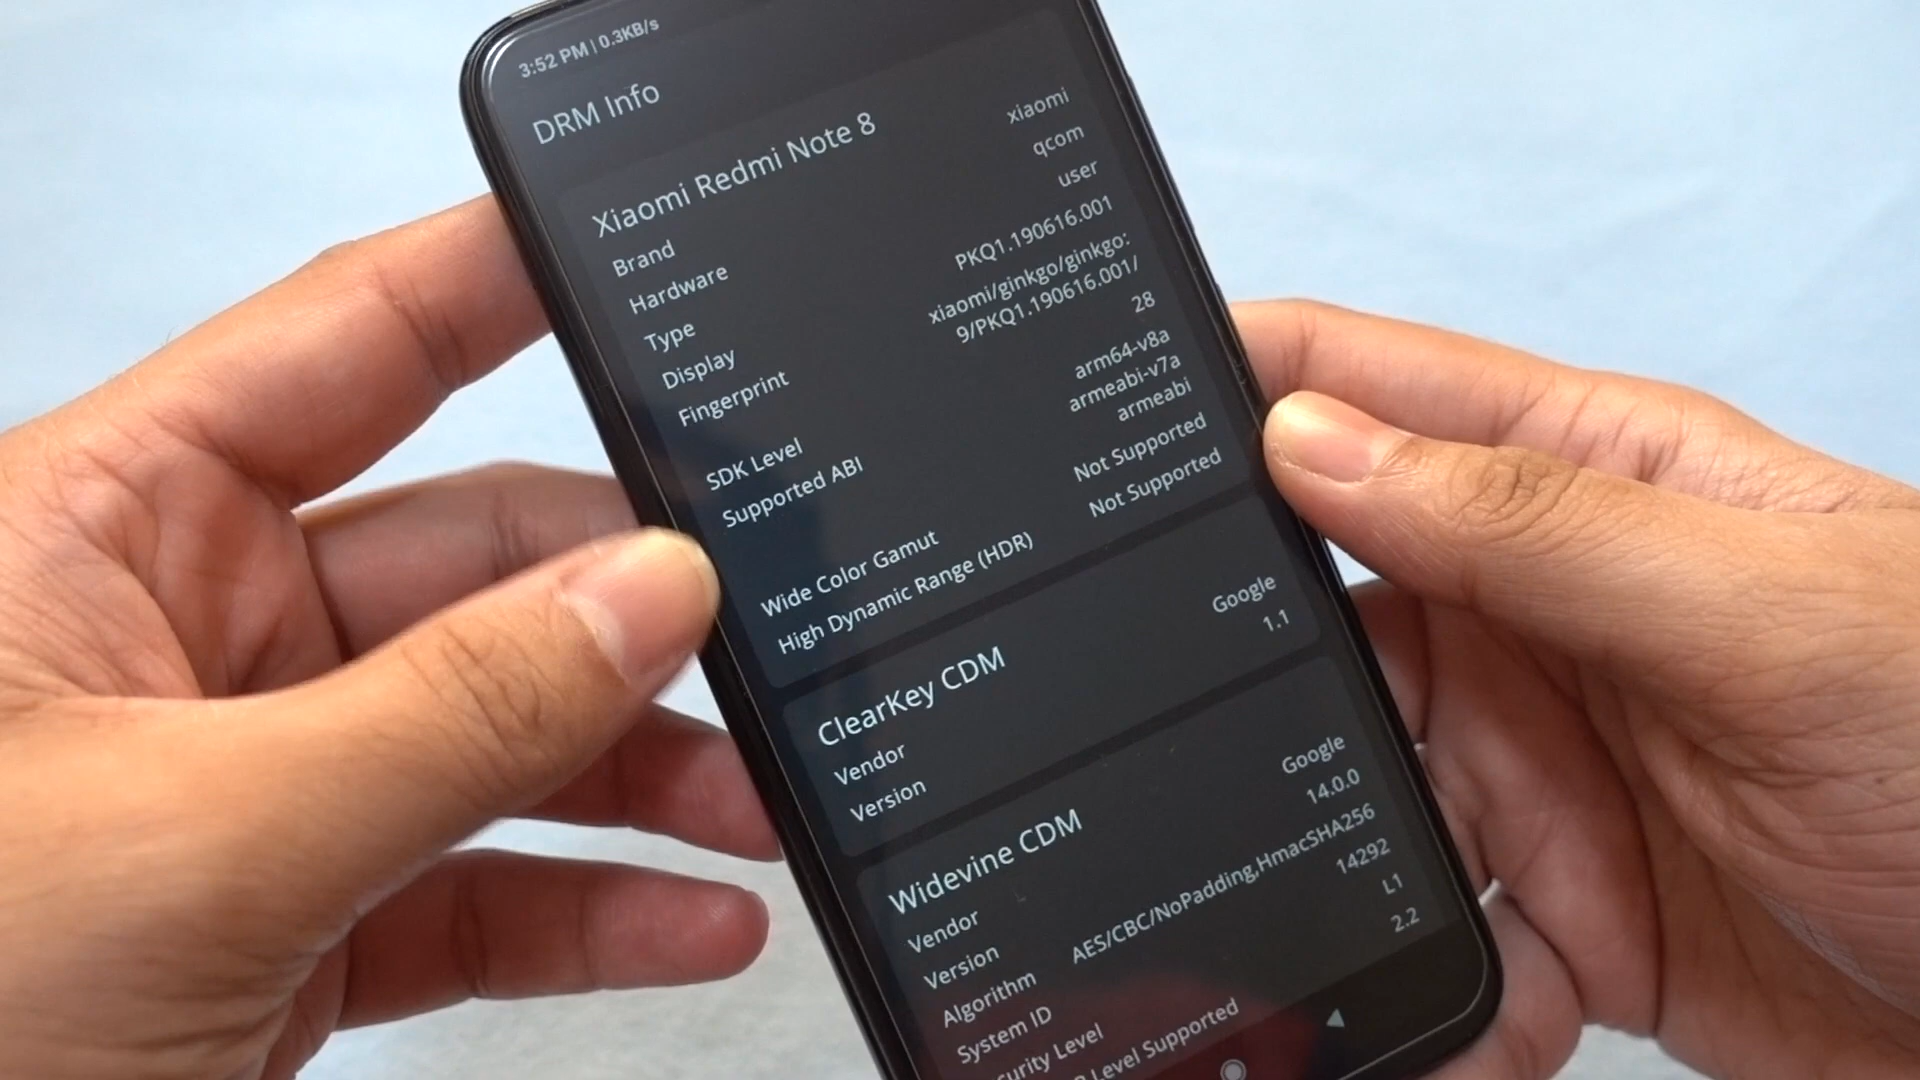 3:52 PM | 0.3KB/s
DRM Info
Xiaomi Redmi Note 8
Brand xiaomi
Hardware qcom
Type user
Display PKQ1.190616.001
Fingerprint xiaomi/ginkgo/ginkgo:
9/PKQ1.190616.001/
SDK Level 28
Supported ABI arm64-v8a
armeabi-v7a
armeabi
Wide Color Gamut Not Supported
High Dynamic Range (HDR) Not Supported
ClearKey CDM
Vendor Google
Version 1.1
Widevine CDM
Vendor Google
Version 14.0.0
Algorithm AES/CBC/NoPadding,HmacSHA256
System ID 14292
Level L1
Level Supported 2.2